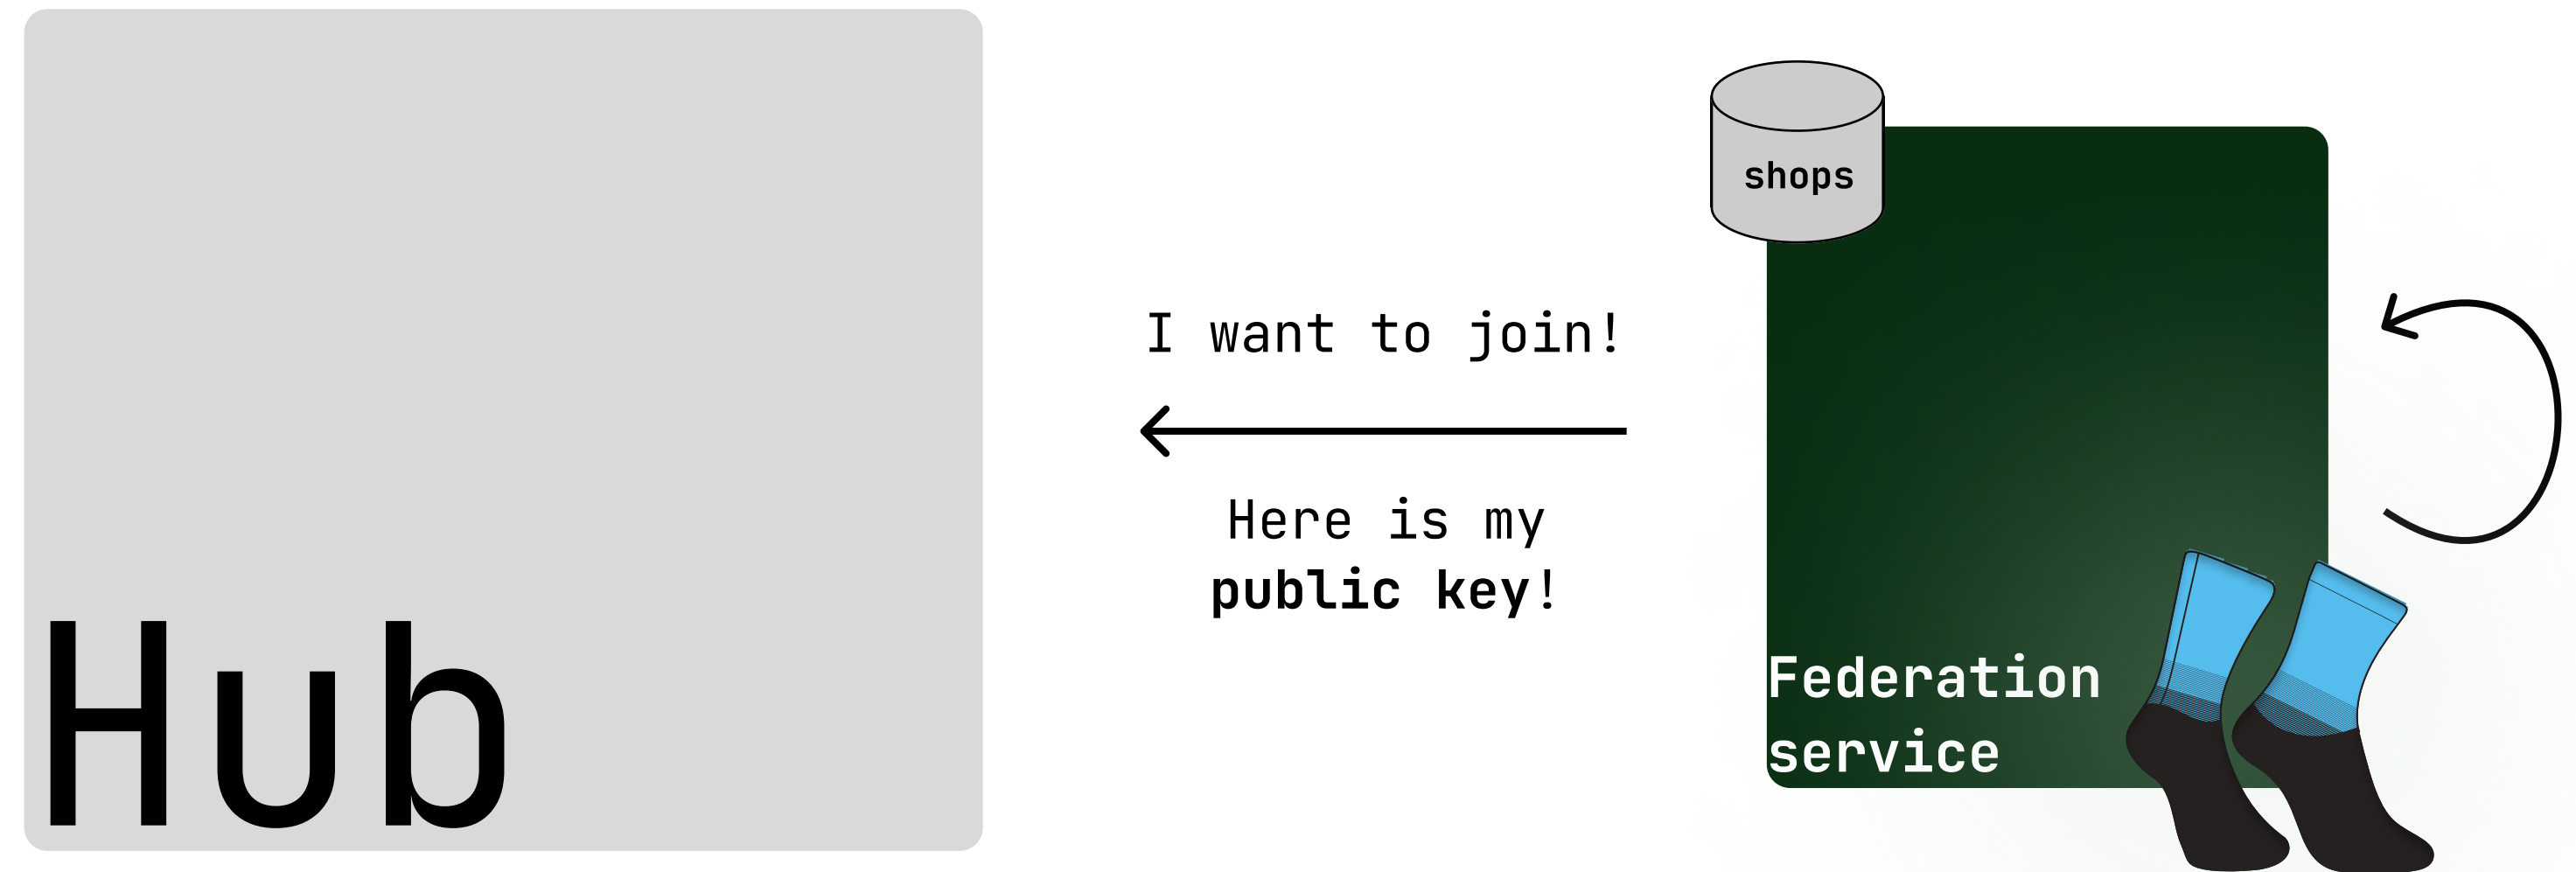 shops
I want to join!
Here is my
public key!
Federation
service
Hub